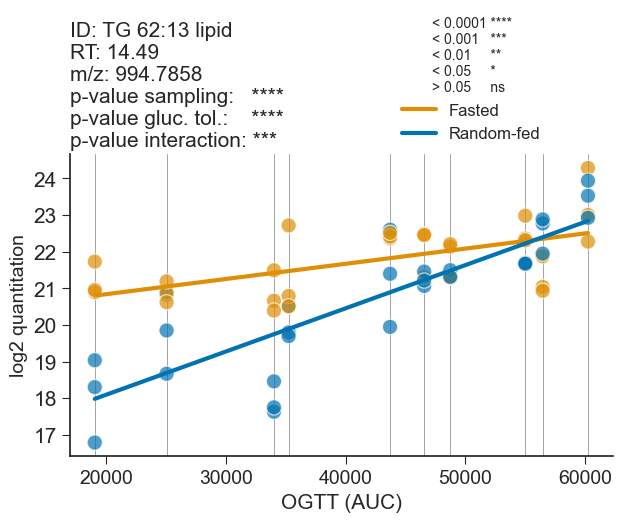 ID: TG 62:13 lipid
RT: 14.49
m/z: 994.7858
p-value sampling: ****
p-value gluc. tol.: ****
p-value interaction: ***
< 0.0001 ****
< 0.001 ***
< 0.01 **
< 0.05 *
> 0.05 ns
Fasted
Random-fed
24
23
22
21
20
19
18
17
log2 quantitation
20000 30000 40000 50000 60000
OGTT (AUC)